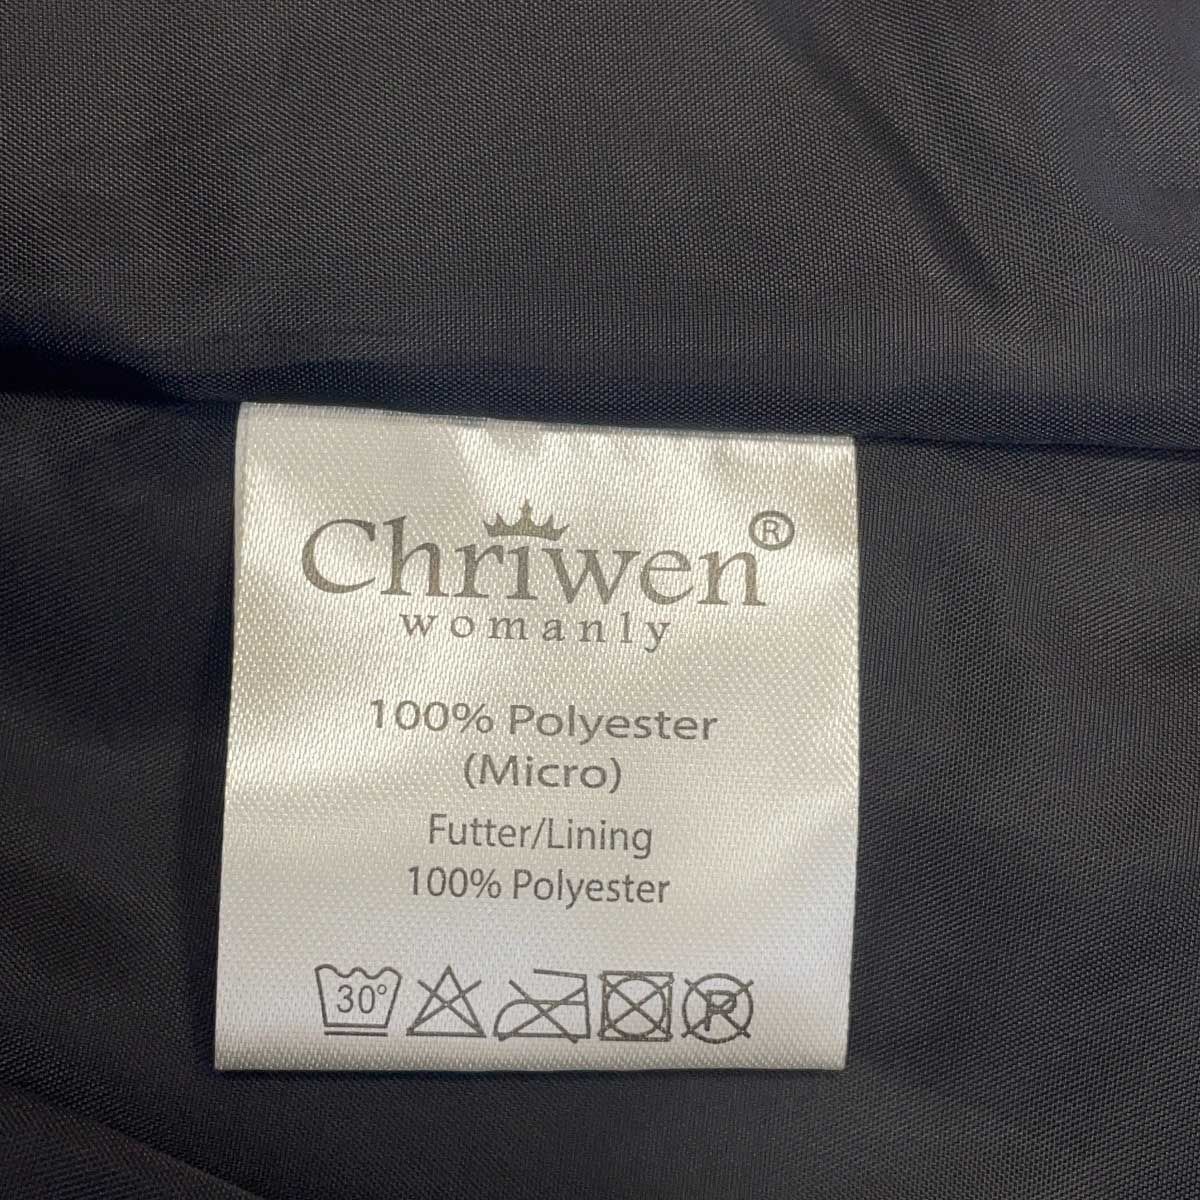 Chriwen®
womanly
100% Polyester
(Micro)
Futter/Lining
100% Polyester
30°
P